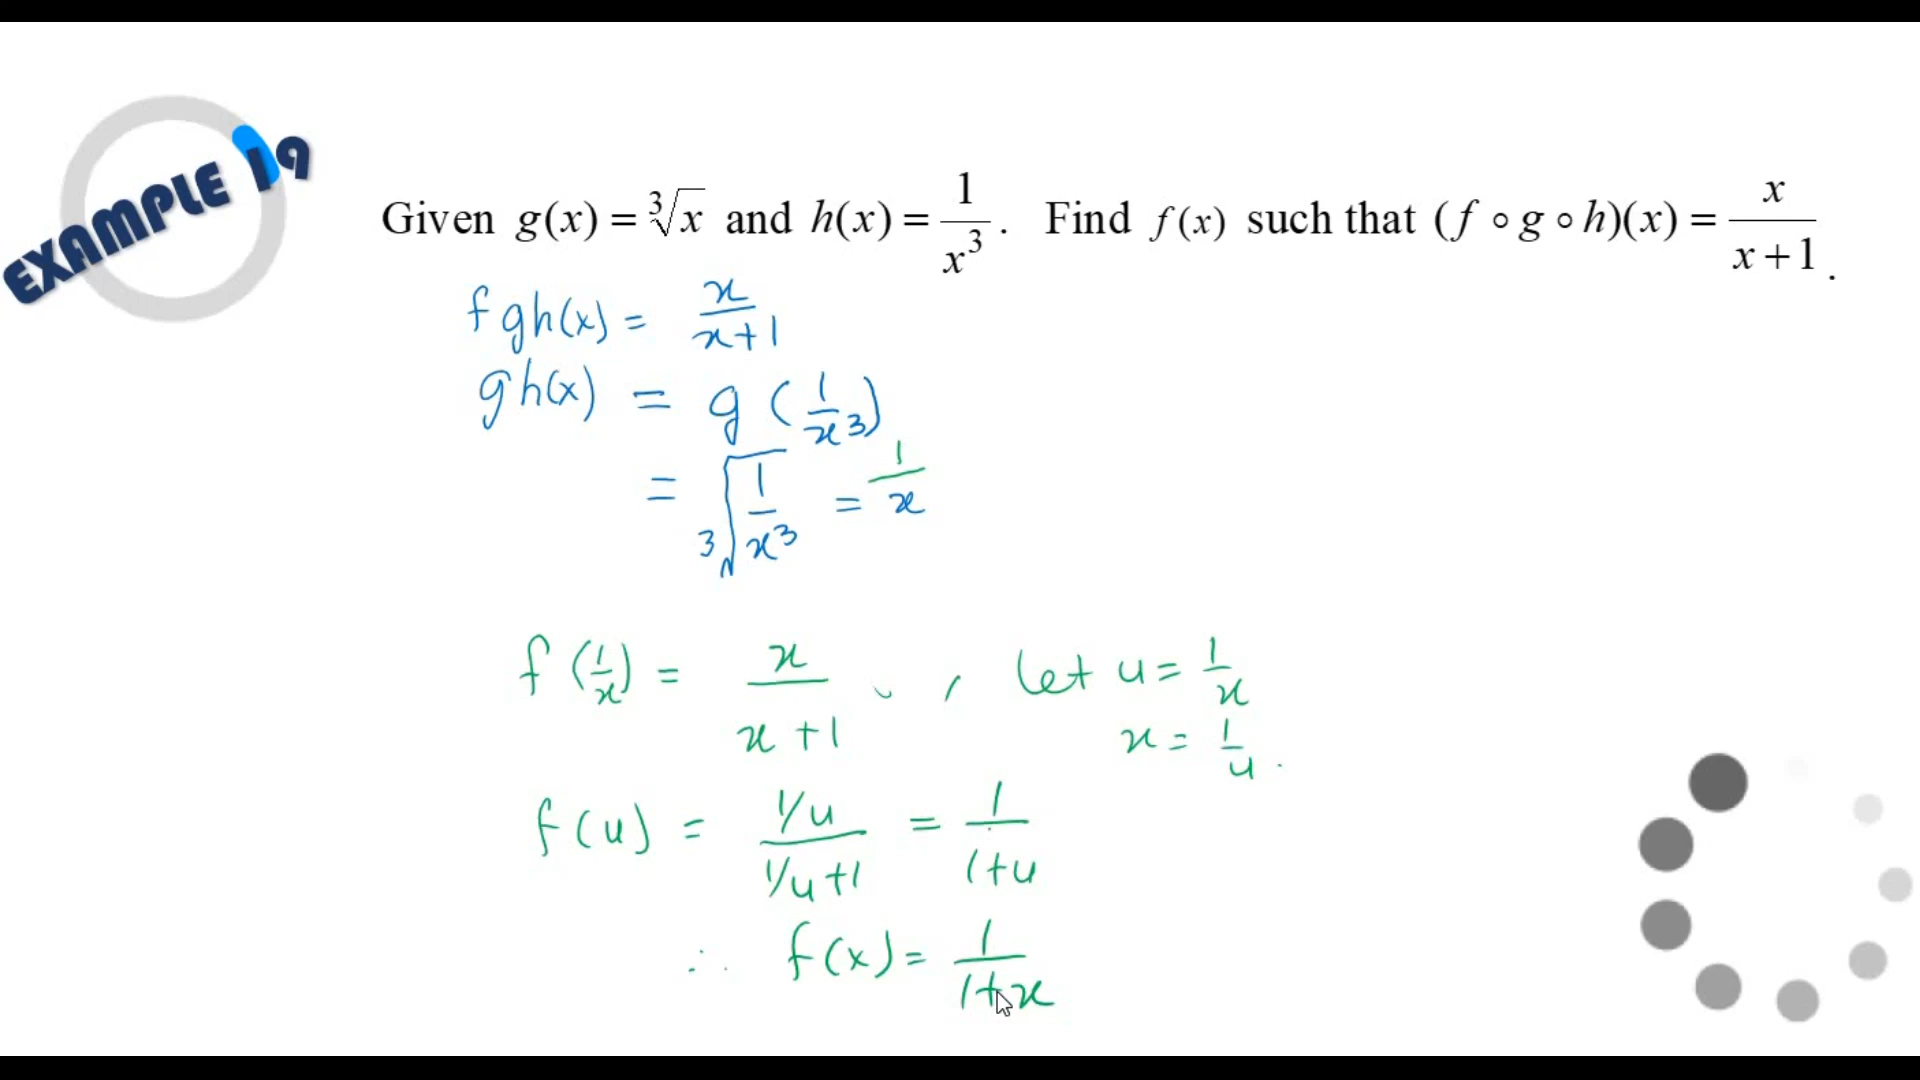 EXAMPLE 19
Given g(x) = ∛x and h(x) = 1/x³. Find f(x) such that (f ∘ g ∘ h)(x) = x/(x+1).
fgh(x) = x/(x+1)
gh(x) = g(1/x³)
= ∛(1/x³) = 1/x
f(1/x) = x/(x+1), let u = 1/x
x = 1/u.
f(u) = (1/u)/(1/u+1) = 1/(1+u)
∴ f(x) = 1/(1+x)